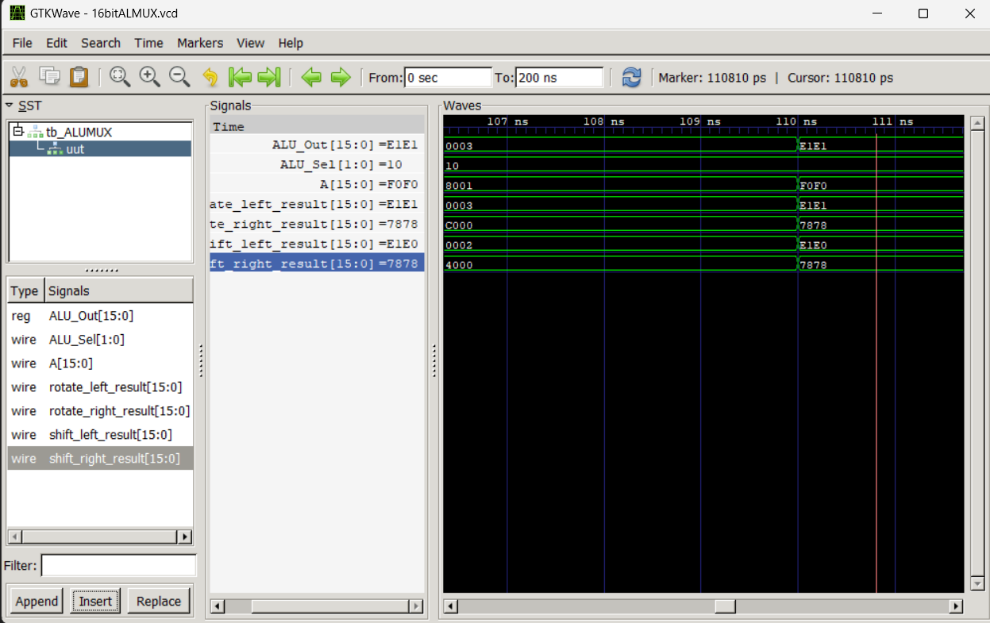 GTKWave - 16bitALMUX.vcd
File Edit Search Time Markers View Help
From: 0 sec To: 200 ns Marker: 110810 ps | Cursor: 110810 ps
SST
tb_ALUMUX
uut
Type Signals
reg ALU_Out[15:0]
wire ALU_Sel[1:0]
wire A[15:0]
wire rotate_left_result[15:0]
wire rotate_right_result[15:0]
wire shift_left_result[15:0]
wire shift_right_result[15:0]
Filter:
Append Insert Replace
Signals
Time
ALU_Out[15:0] =E1E1
ALU_Sel[1:0] =10
A[15:0] =F0F0
ate_left_result[15:0] =E1E1
te_right_result[15:0] =7878
ift_left_result[15:0] =E1E0
ft_right_result[15:0] =7878
Waves
107 ns 108 ns 109 ns 110 ns 111 ns
0003 E1E1
10
8001 F0F0
0003 E1E1
C000 7878
0002 E1E0
4000 7878